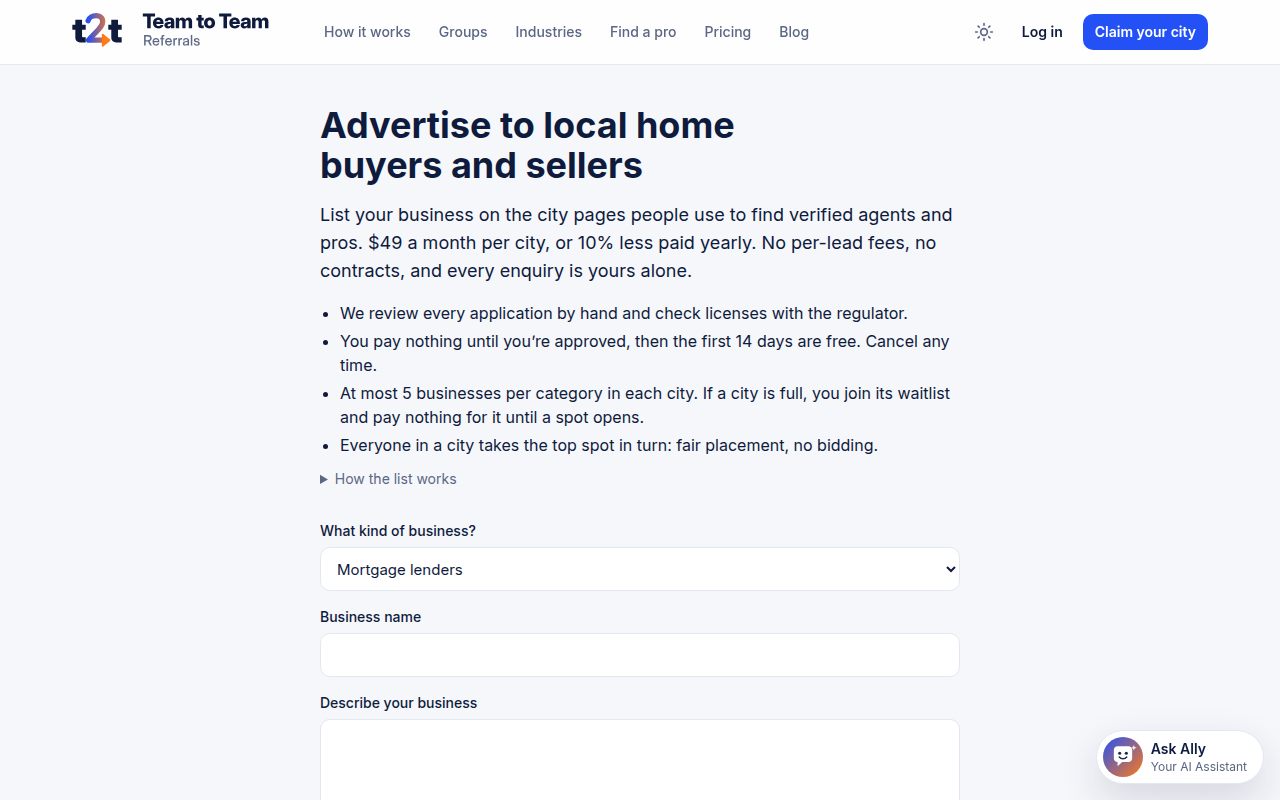 t2t
Team to Team
Referrals
How it works
Groups
Industries
Find a pro
Pricing
Blog
Log in
Claim your city
Advertise to local home
buyers and sellers
List your business on the city pages people use to find verified agents and
pros. $49 a month per city, or 10% less paid yearly. No per-lead fees, no
contracts, and every enquiry is yours alone.
• We review every application by hand and check licenses with the regulator.
• You pay nothing until you’re approved, then the first 14 days are free. Cancel any
time.
• At most 5 businesses per category in each city. If a city is full, you join its waitlist
and pay nothing for it until a spot opens.
• Everyone in a city takes the top spot in turn: fair placement, no bidding.
How the list works
What kind of business?
Mortgage lenders
Business name
Describe your business
Ask Ally
Your AI Assistant